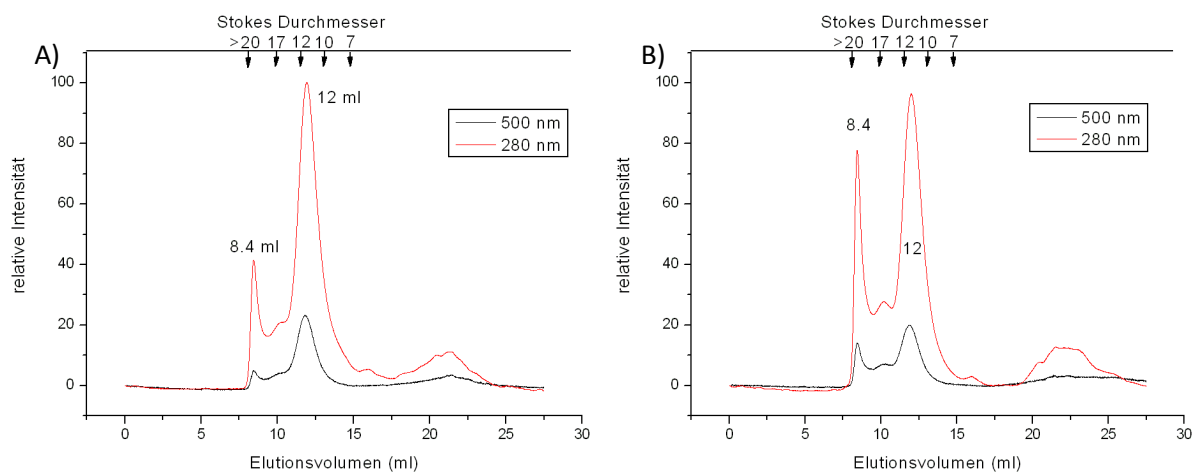 A)
Stokes Durchmesser
>20 17 12 10 7
100
80
60
40
20
0
relative Intensität
8.4 ml
12 ml
500 nm
280 nm
0 5 10 15 20 25 30
Elutionsvolumen (ml)
B)
Stokes Durchmesser
>20 17 12 10 7
100
80
60
40
20
0
relative Intensität
8.4
12
500 nm
280 nm
0 5 10 15 20 25 30
Elutionsvolumen (ml)